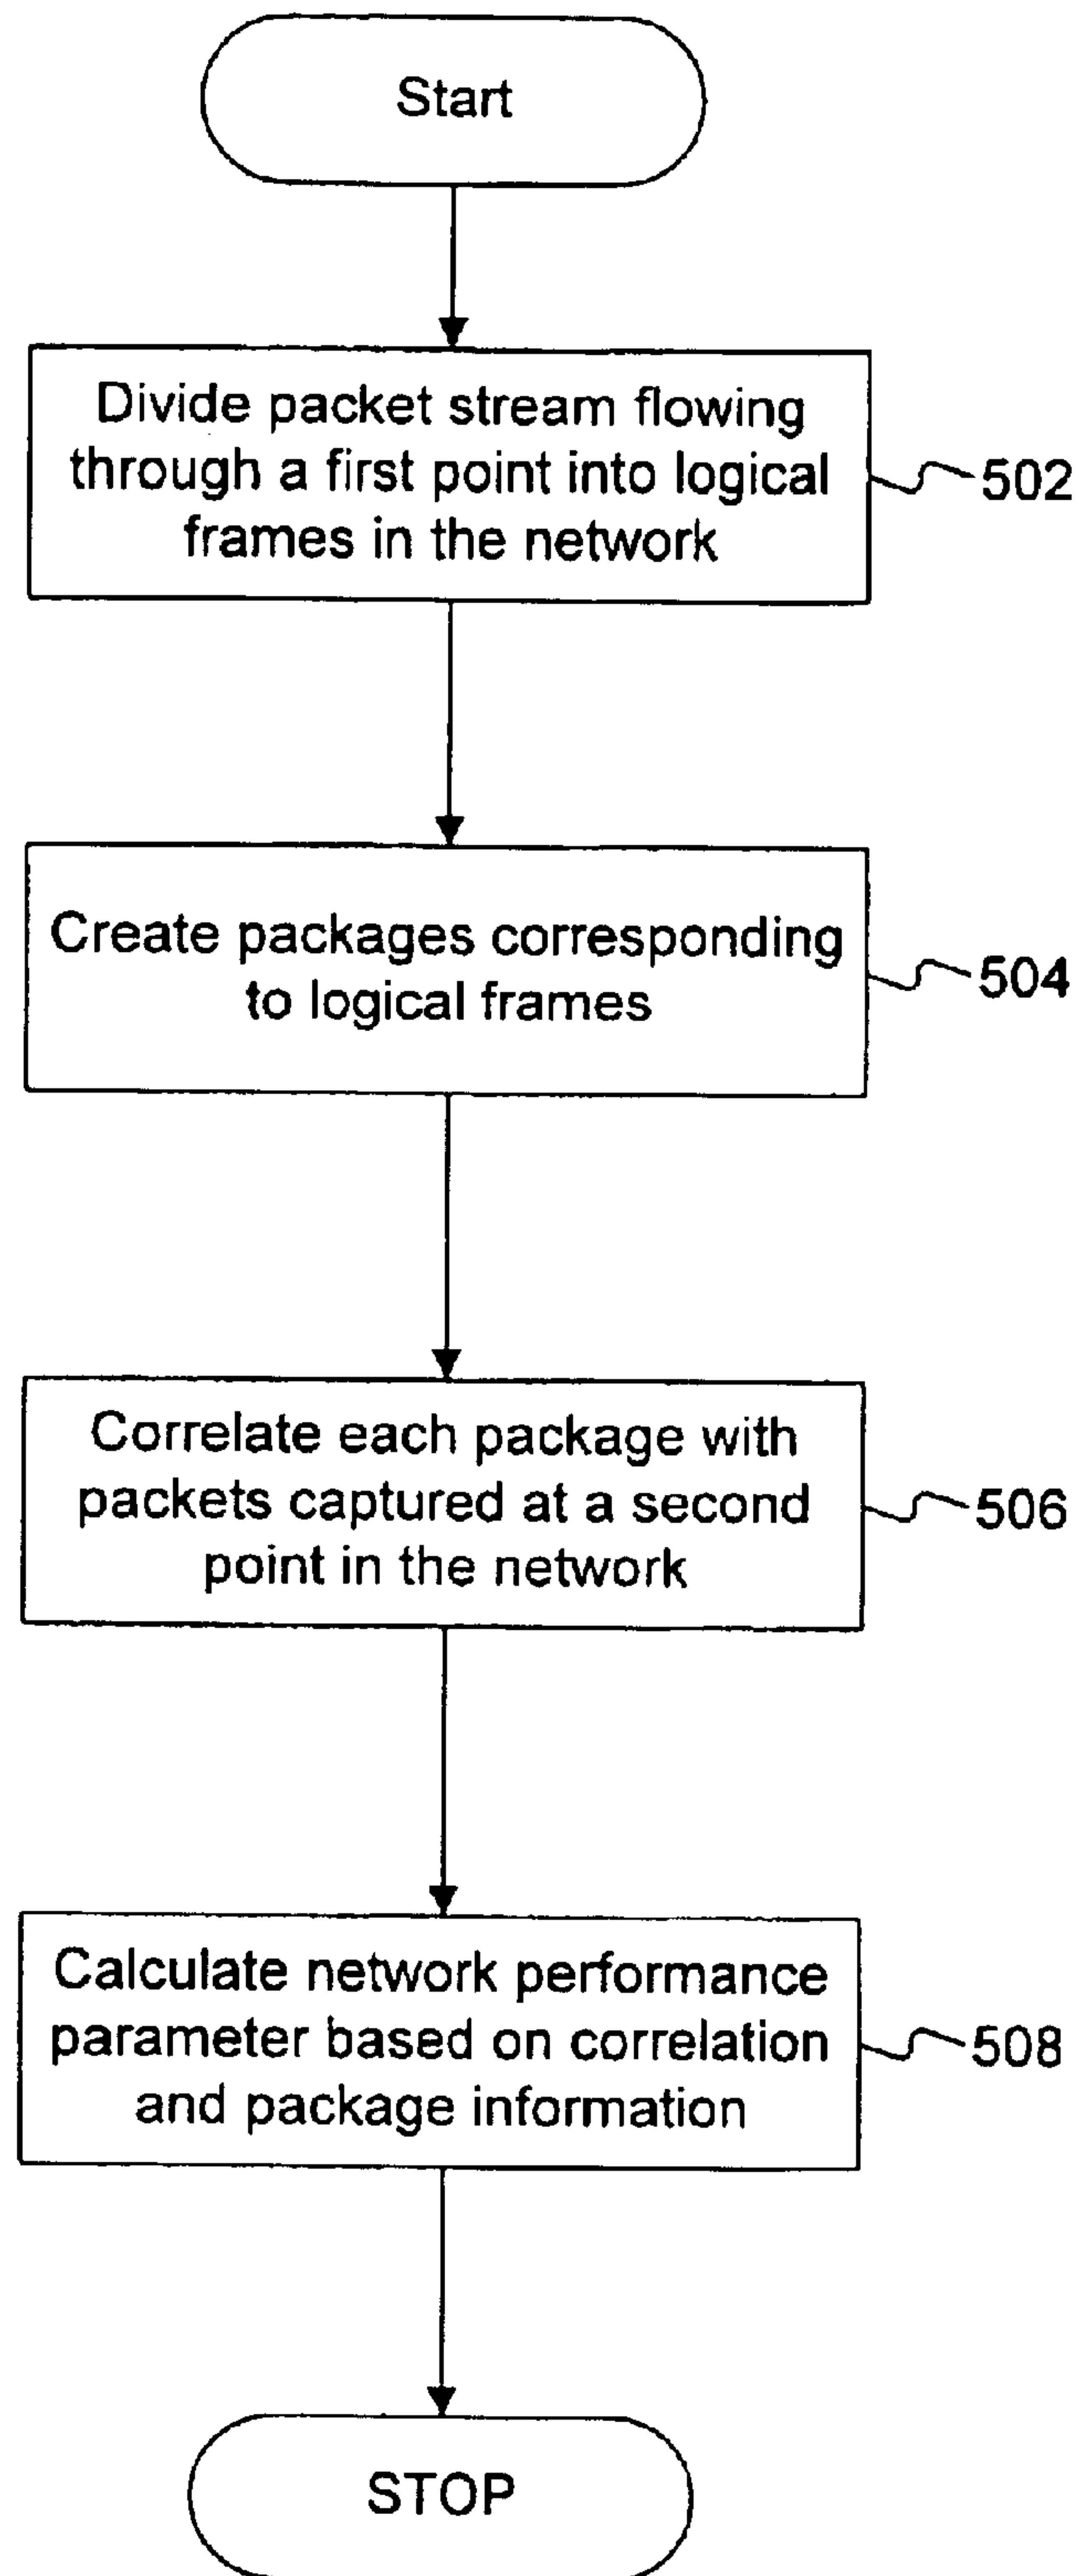 Start
Divide packet stream flowing
through a first point into logical
frames in the network
502
Create packages corresponding
to logical frames
504
Correlate each package with
packets captured at a second
point in the network
506
Calculate network performance
parameter based on correlation
and package information
508
STOP